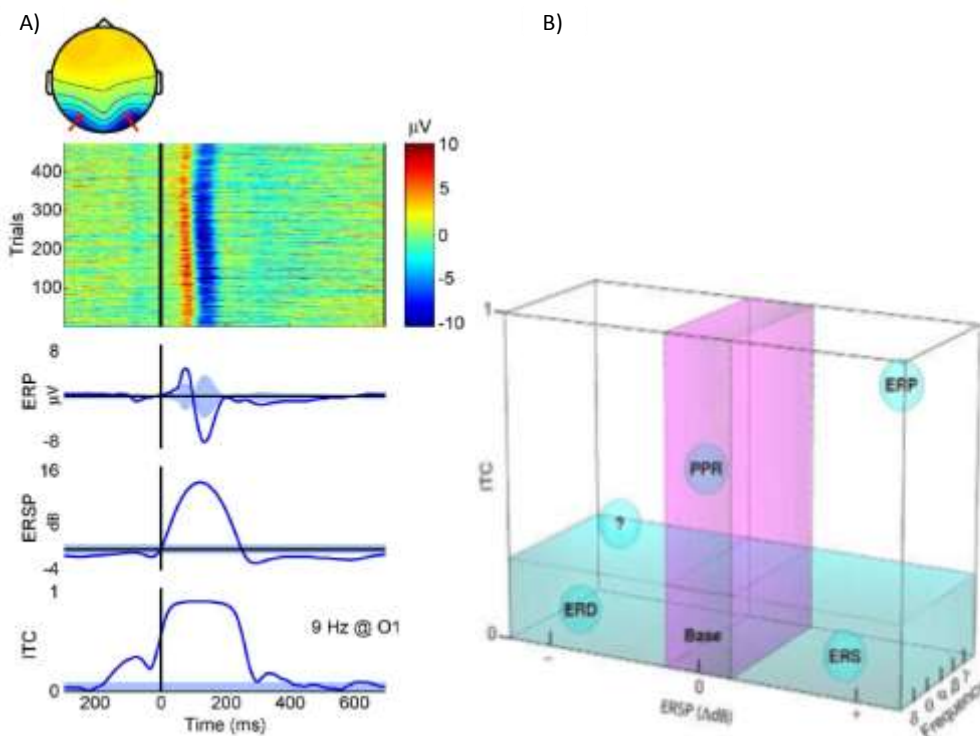 A)
B)
μV
10
5
0
-5
-10
400
300
200
100
Trials
8
-8
ERP
μV
16
-4
ERSP
dB
1
0
ITC
9 Hz @ O1
200
0
200
400
600
Time (ms)
1
0
ITC
ERP
PPR
?
ERD
Base
ERS
−
0
+
ERSP (ΔdB)
Frequenc